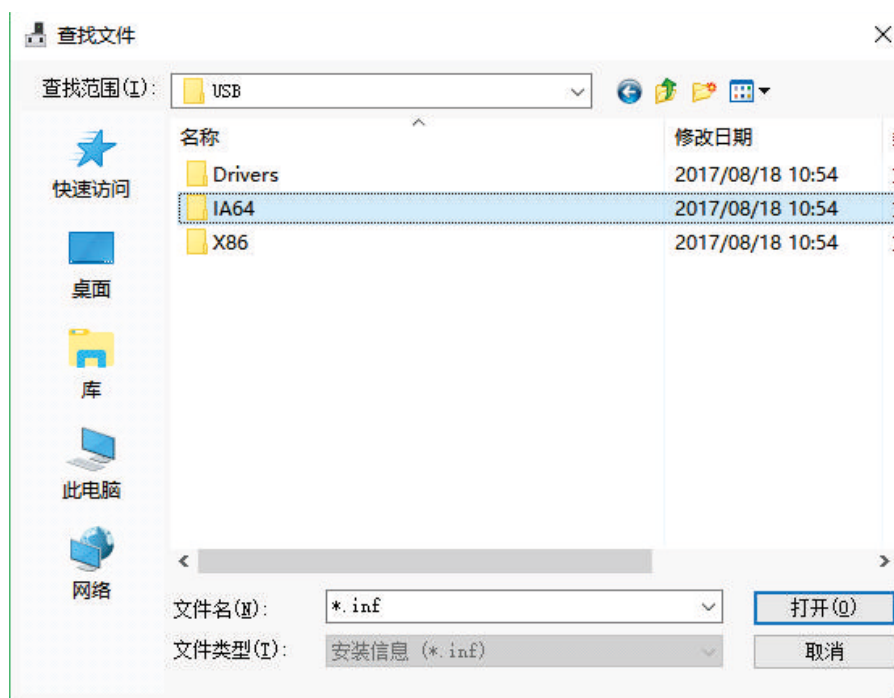 查找文件
查找范围(I):
USB
名称
修改日期
Drivers
2017/08/18 10:54
IA64
2017/08/18 10:54
X86
2017/08/18 10:54
快速访问
桌面
库
此电脑
网络
文件名(N):
*.inf
打开(O)
文件类型(T):
安装信息 (*.inf)
取消